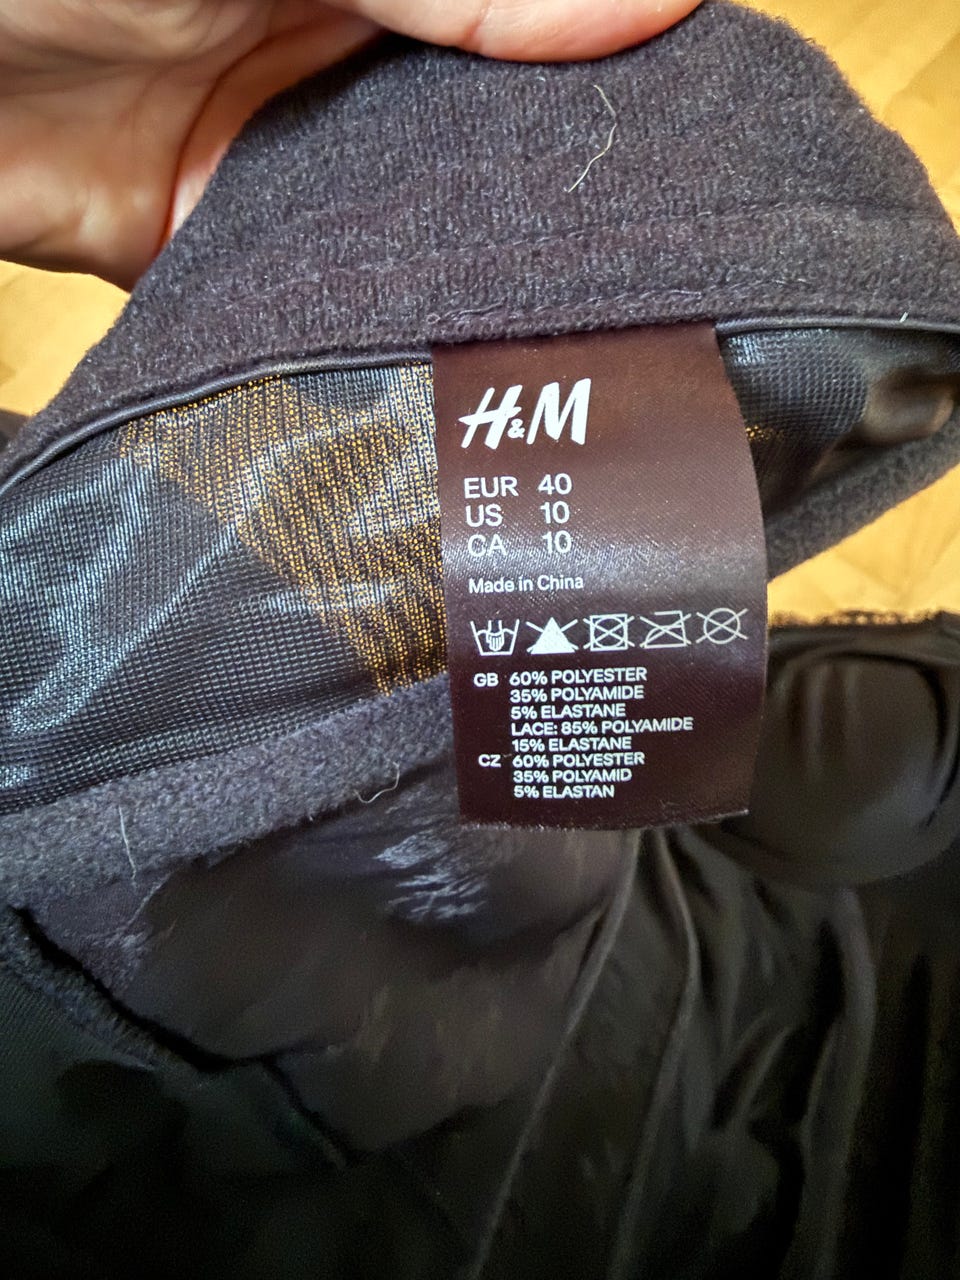 H&M
EUR 40
US 10
CA 10
Made in China
GB 60% POLYESTER
35% POLYAMIDE
5% ELASTANE
LACE: 85% POLYAMIDE
15% ELASTANE
CZ 60% POLYESTER
35% POLYAMID
5% ELASTAN